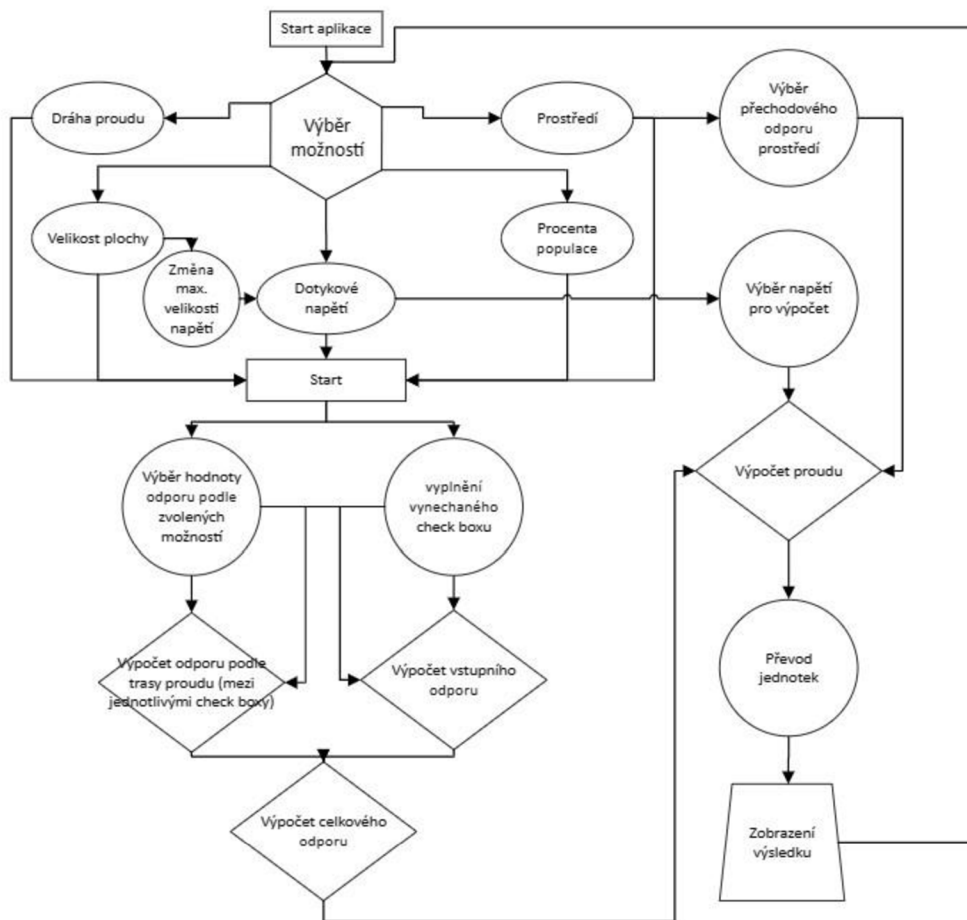 Start aplikace
Výběr
možností
Dráha proudu
Prostředí
Výběr
přechodového
odporu
prostředí
Velikost plochy
Procenta
populace
Změna
max.
velikosti
napětí
Dotykové
napětí
Výběr napětí
pro výpočet
Start
Výběr hodnoty
odporu podle
zvolených
možností
vyplnění
vynechaného
check boxu
Výpočet proudu
Výpočet odporu podle
trasy proudu (mezi
jednotlivými check boxy)
Výpočet vstupního
odporu
Převod
jednotek
Výpočet celkového
odporu
Zobrazení
výsledku